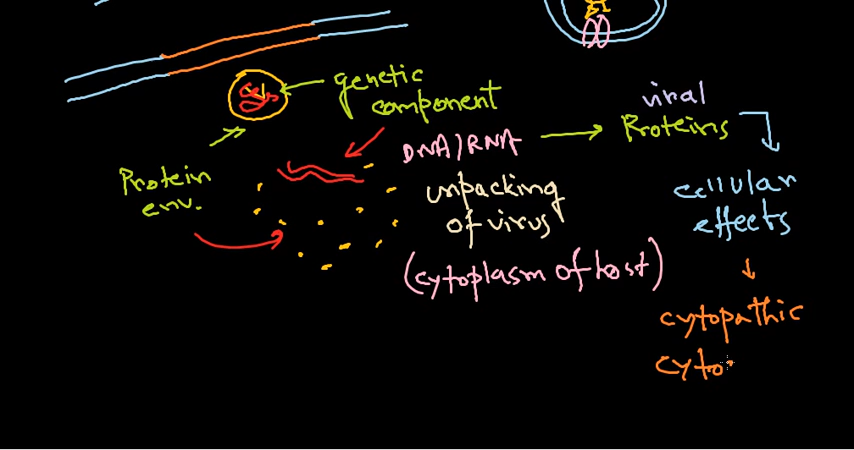 genetic
component
viral
Proteins
DNA/RNA
Protein
env.
unpacking
of virus
cellular
effects
(cytoplasm of host)
cytopathic
cyto